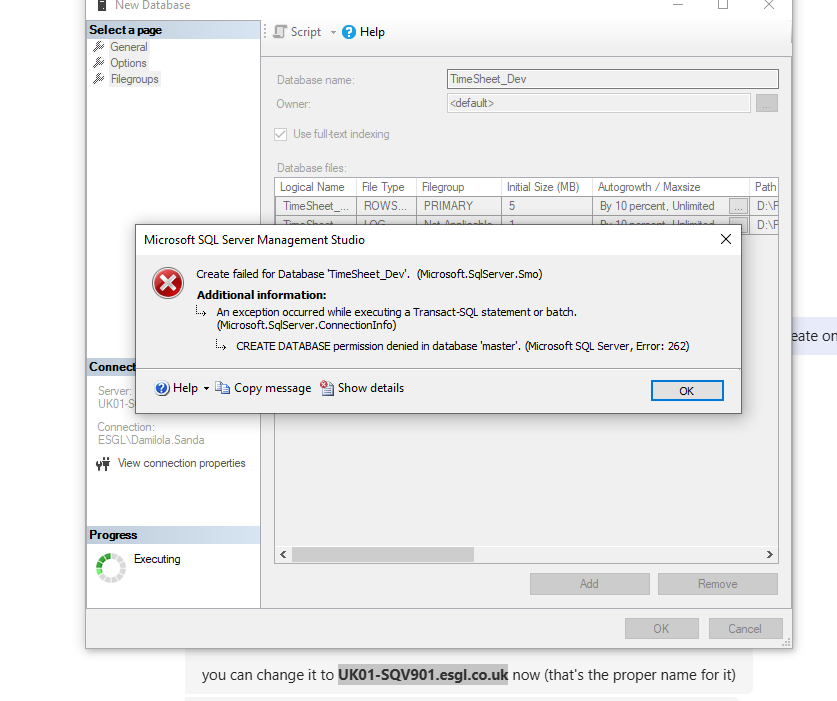 New Database
Select a page
General
Options
Filegroups
Script
Help
Database name:
TimeSheet_Dev
Owner:
<default>
...
Use full-text indexing
Database files:
Logical Name File Type Filegroup Initial Size (MB) Autogrowth / Maxsize Path
TimeSheet_... ROWS... PRIMARY 5 By 10 percent, Unlimited ... D:\P
TimeSheet_... LOG Not Applicable 1 By 10 percent, Unlimited ... D:\P
Microsoft SQL Server Management Studio
Create failed for Database 'TimeSheet_Dev'. (Microsoft.SqlServer.Smo)
Additional information:
An exception occurred while executing a Transact-SQL statement or batch.
(Microsoft.SqlServer.ConnectionInfo)
CREATE DATABASE permission denied in database 'master'. (Microsoft SQL Server, Error: 262)
Help
Copy message
Show details
OK
eate on
Connect
Server:
UK01-S
Connection:
ESGL\Damilola.Sanda
View connection properties
Progress
Executing
Add
Remove
OK
Cancel
you can change it to UK01-SQV901.esgl.co.uk now (that's the proper name for it)